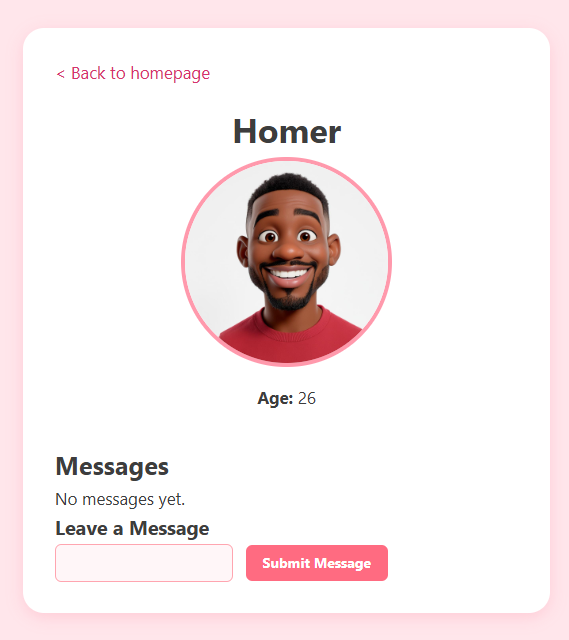 < Back to homepage
Homer
Age: 26
Messages
No messages yet.
Leave a Message
Submit Message